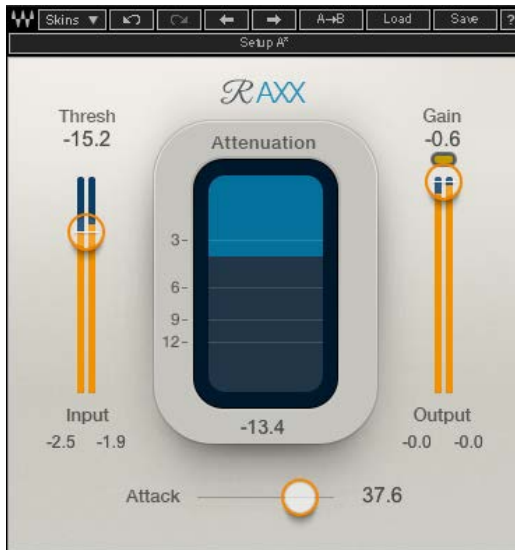 Skins ▼ A→B Load Save ?
Setup A*
R AXX
Thresh
-15.2
Gain
-0.6
Attenuation
3-
6-
9-
12-
-13.4
Input
-2.5 -1.9
Output
-0.0 -0.0
Attack 37.6